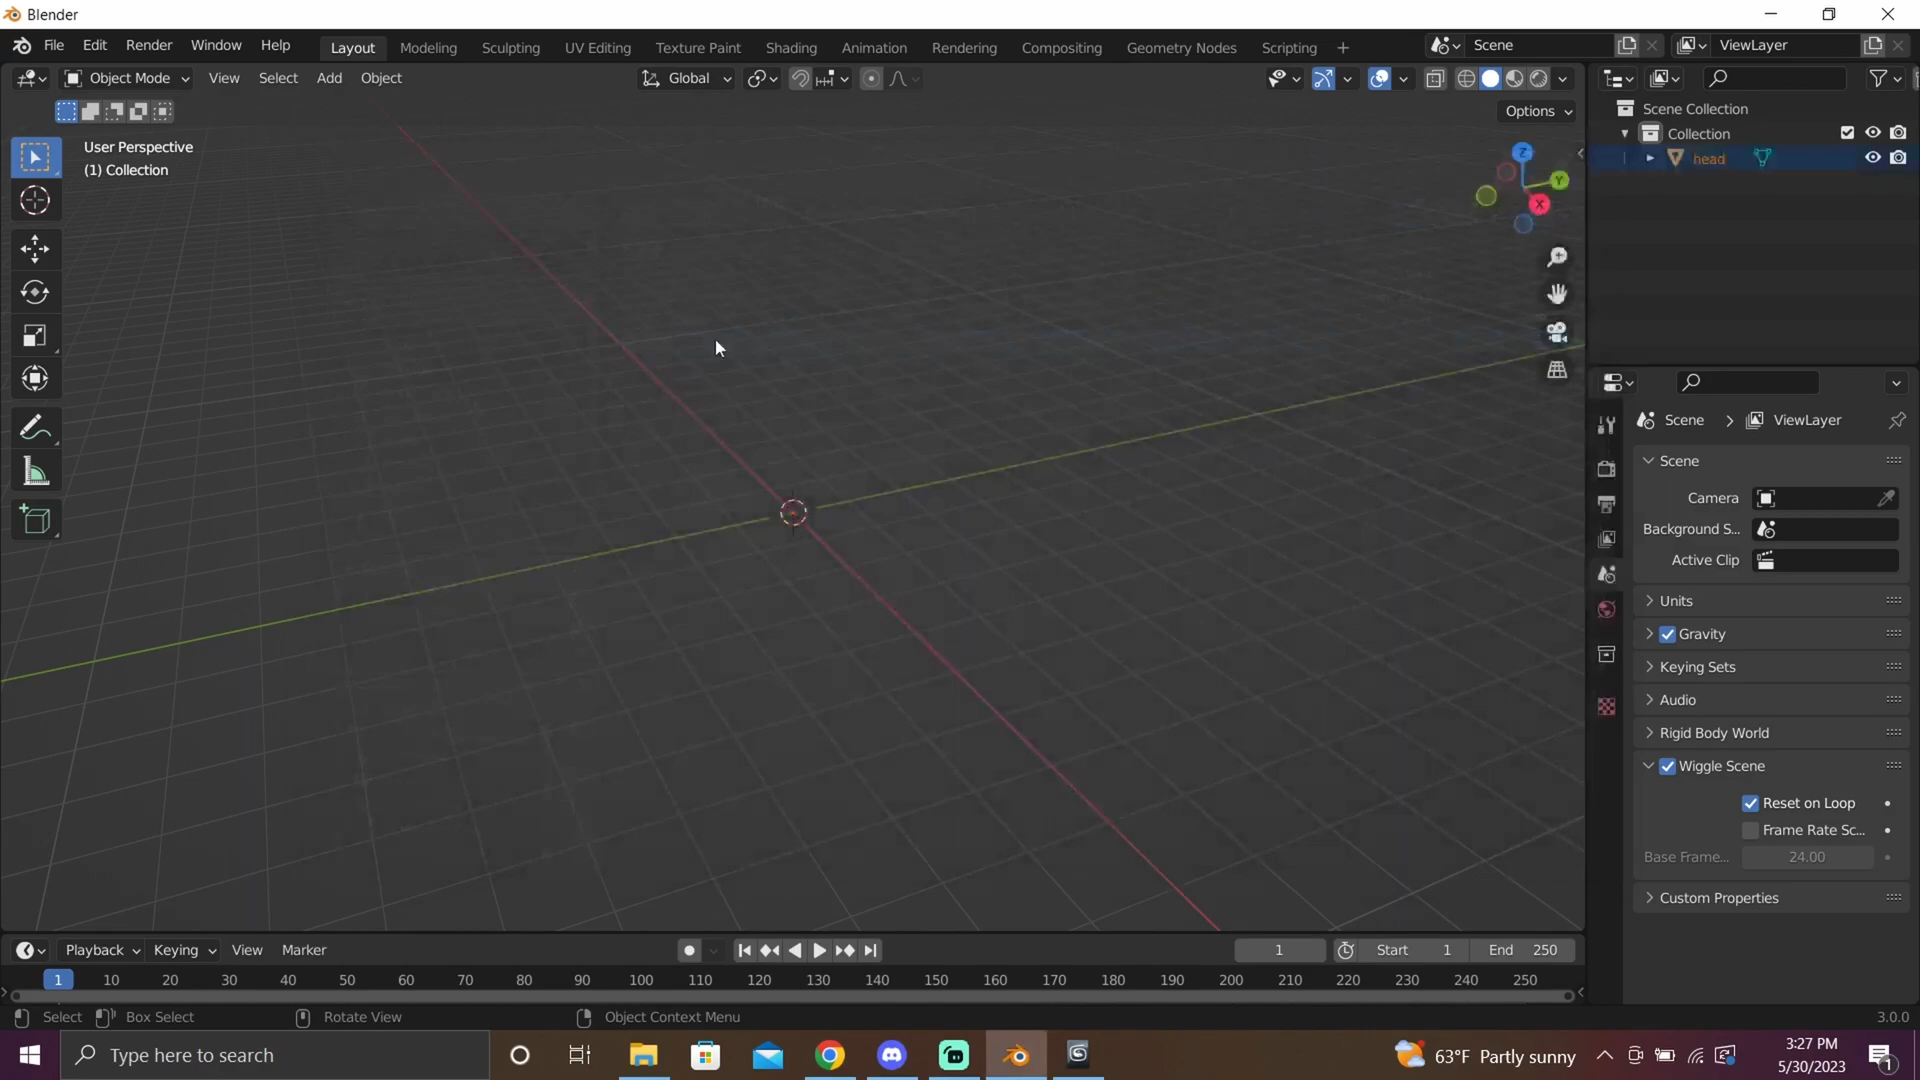 Blender
File Edit Render Window Help Layout Modeling Sculpting UV Editing Texture Paint Shading Animation Rendering Compositing Geometry Nodes Scripting + Scene ViewLayer
Object Mode View Select Add Object Global
Options
User Perspective
(1) Collection
Z
Y
X
Scene Collection
Collection
head
Scene > ViewLayer
Scene
Camera
Background S...
Active Clip
Units
Gravity
Keying Sets
Audio
Rigid Body World
Wiggle Scene
Reset on Loop
Frame Rate Sc...
Base Frame... 24.00
Custom Properties
Playback Keying View Marker 1 Start 1 End 250
1 10 20 30 40 50 60 70 80 90 100 110 120 130 140 150 160 170 180 190 200 210 220 230 240 250
Select Box Select Rotate View Object Context Menu 3.0.0
Type here to search
63°F Partly sunny
3:27 PM
5/30/2023
1